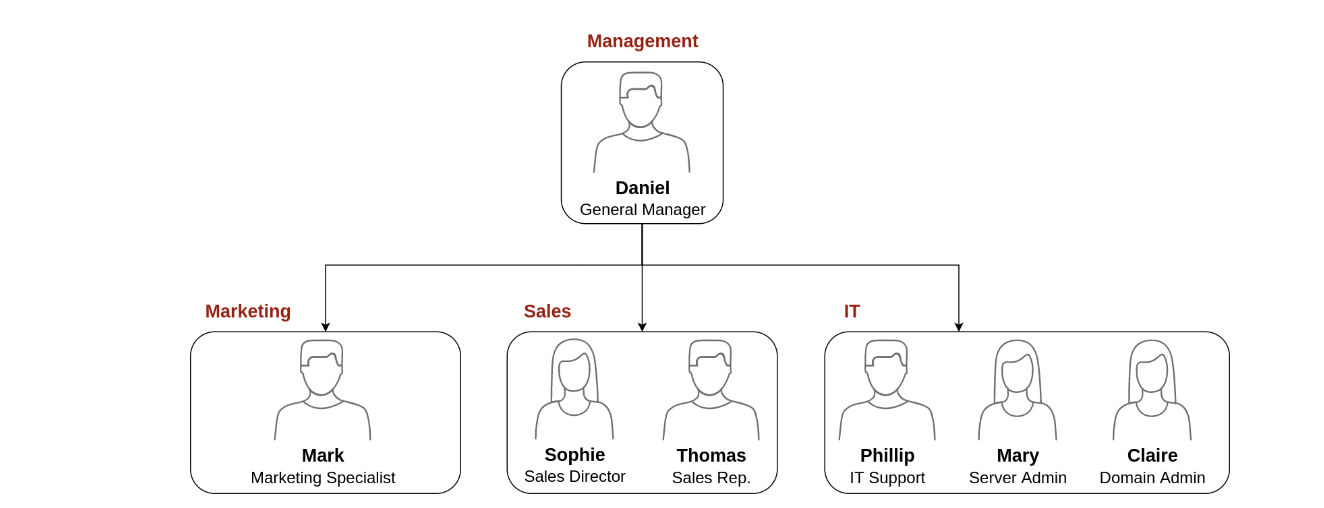 Management
Daniel
General Manager
Marketing
Mark
Marketing Specialist
Sales
Sophie
Sales Director
Thomas
Sales Rep.
IT
Phillip
IT Support
Mary
Server Admin
Claire
Domain Admin